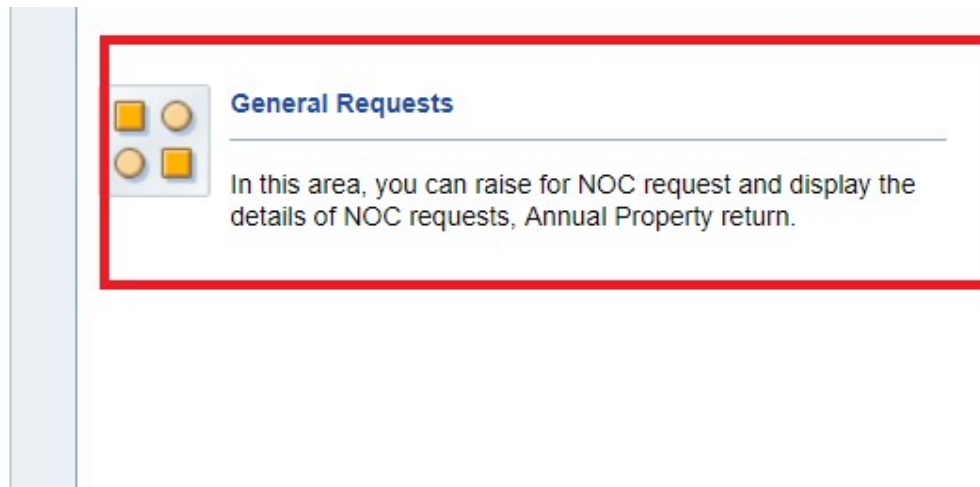 General Requests
In this area, you can raise for NOC request and display the
details of NOC requests, Annual Property return.